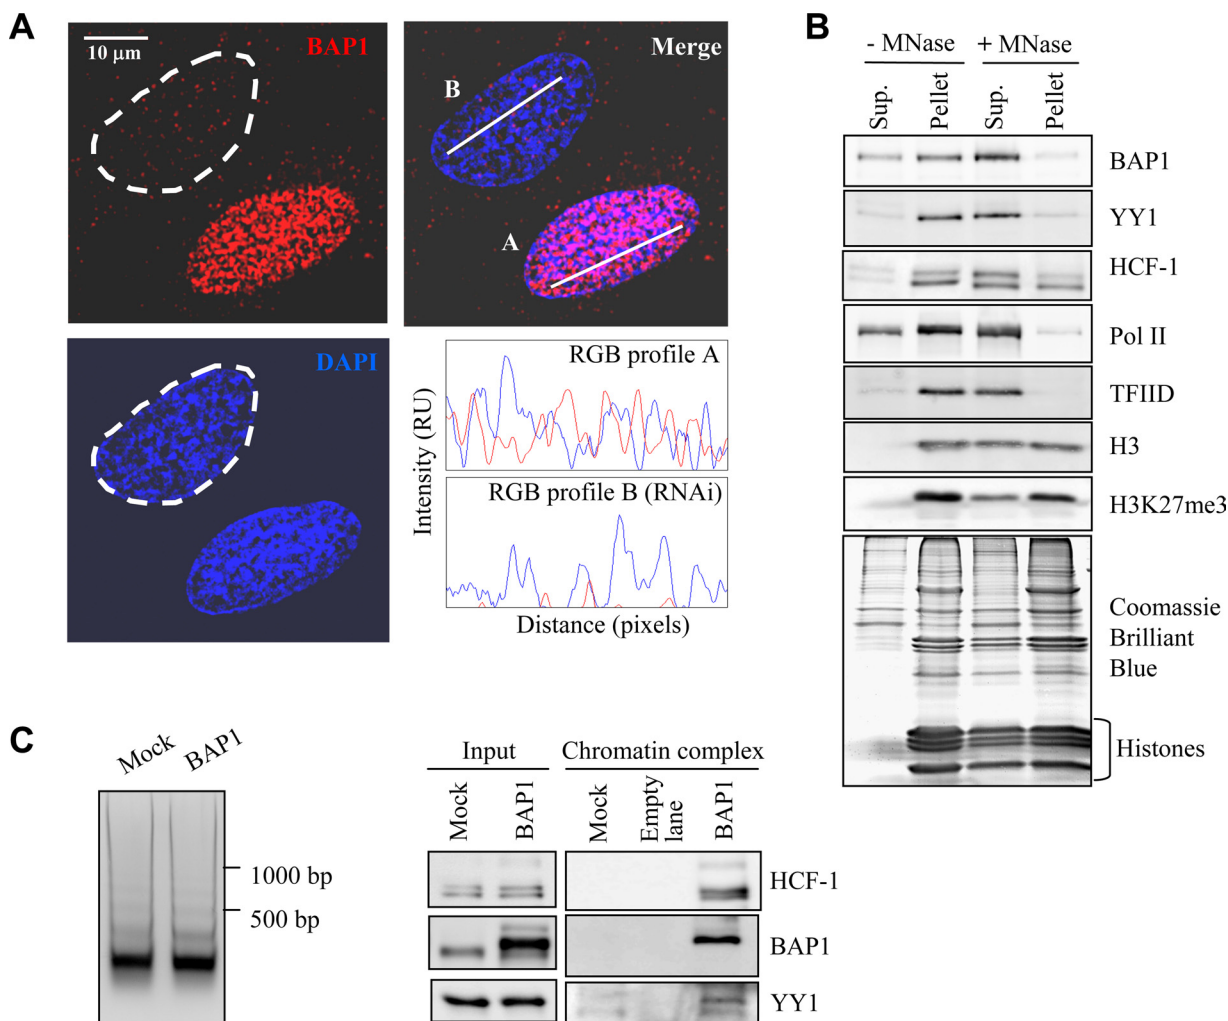 A
10 µm
BAP1
Merge
B
A
DAPI
RGB profile A
RGB profile B (RNAi)
Intensity (RU)
Distance (pixels)
B
- MNase
+ MNase
Sup.
Pellet
Sup.
Pellet
BAP1
YY1
HCF-1
Pol II
TFIID
H3
H3K27me3
Coomassie
Brilliant
Blue
Histones
C
Mock
BAP1
1000 bp
500 bp
Input
Chromatin complex
Mock
BAP1
Mock
Empty
lane
BAP1
HCF-1
BAP1
YY1